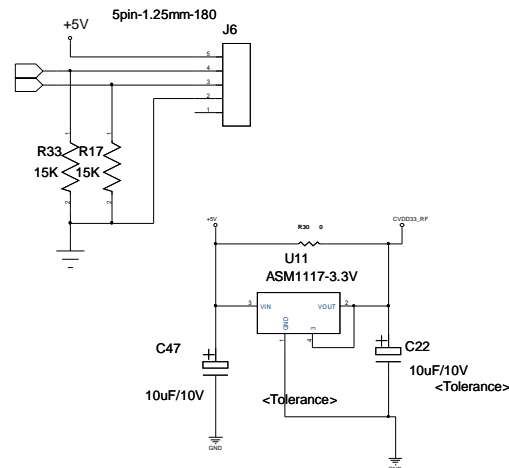 5pin-1.25mm-180
+5V
J6
5
4
3
2
1
1
1
R33
R17
15K
15K
2
2
+5V
R30 0
CVDD33_RF
U11
ASM1117-3.3V
3
VIN
VOUT
2
GND
3
1
4
C47
C22
10uF/10V
10uF/10V
<Tolerance>
<Tolerance>
GND
GND